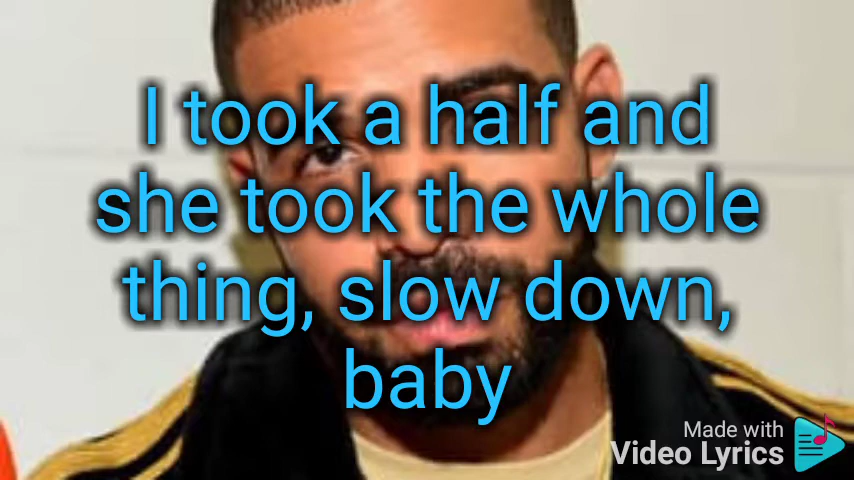 I took a half and
she took the whole
thing, slow down,
baby
Made with
Video Lyrics